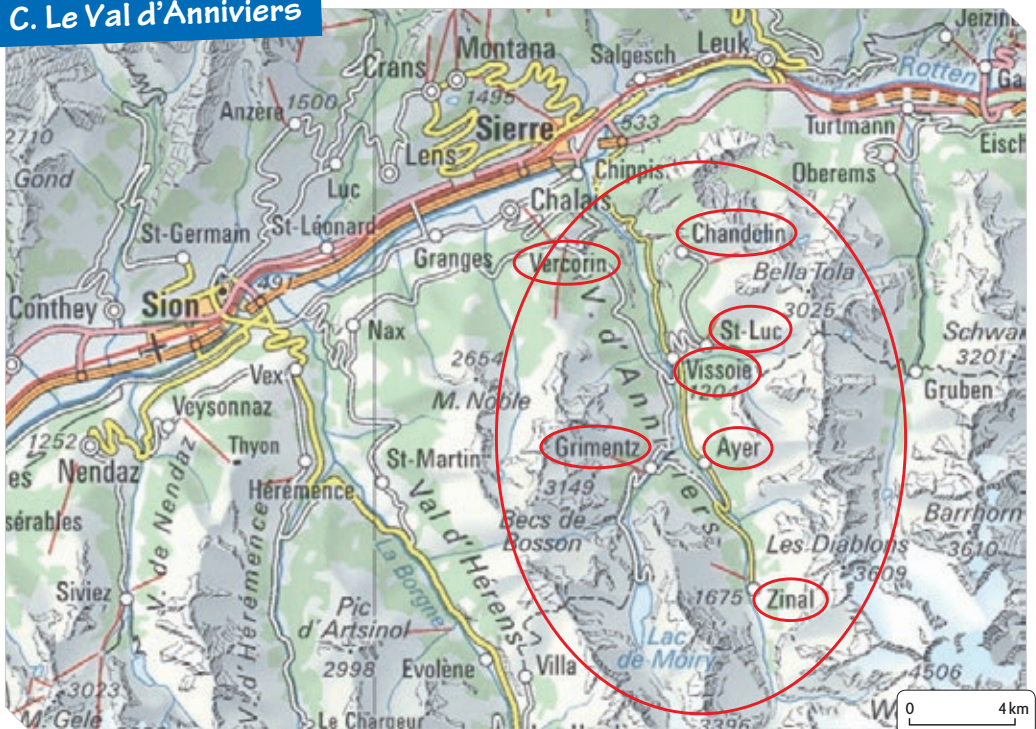 C. Le Val d'Anniviers
Jeizin
Montana
Salgesch
Leuk
Crans
Rotten
Ga
Anzère
1500
1495
2710
Sierre
533
Turtmann
Gond
Lens
Eisch
Luc
Chippis
Oberems
Chalais
St-Germain
St-Léonard
Chandolin
Granges
Vercorin
Bella Tola
Conthey
Sion
491
3025
Nax
St-Luc
Schwar
3201
2654
Vissoie
1204
Vex
M. Noble
Gruben
V. d'Anniviers
Veysonnaz
1252
Thyon
Grimentz
Ayer
es
Nendaz
St-Martin
3149
Hérémence
sérables
V. de Nendaz
Val d'Hérens
Becs de
Bosson
Barrhorn
3610
Les Diablons
3609
La Borgne
Siviez
V. d'Hérémence
1675
Zinal
Pic
d'Artsinol
2998
Lac
de Moiry
Evolène
Villa
4506
3023
M. Gele
Le Chargeur
3396
W
0 4 km